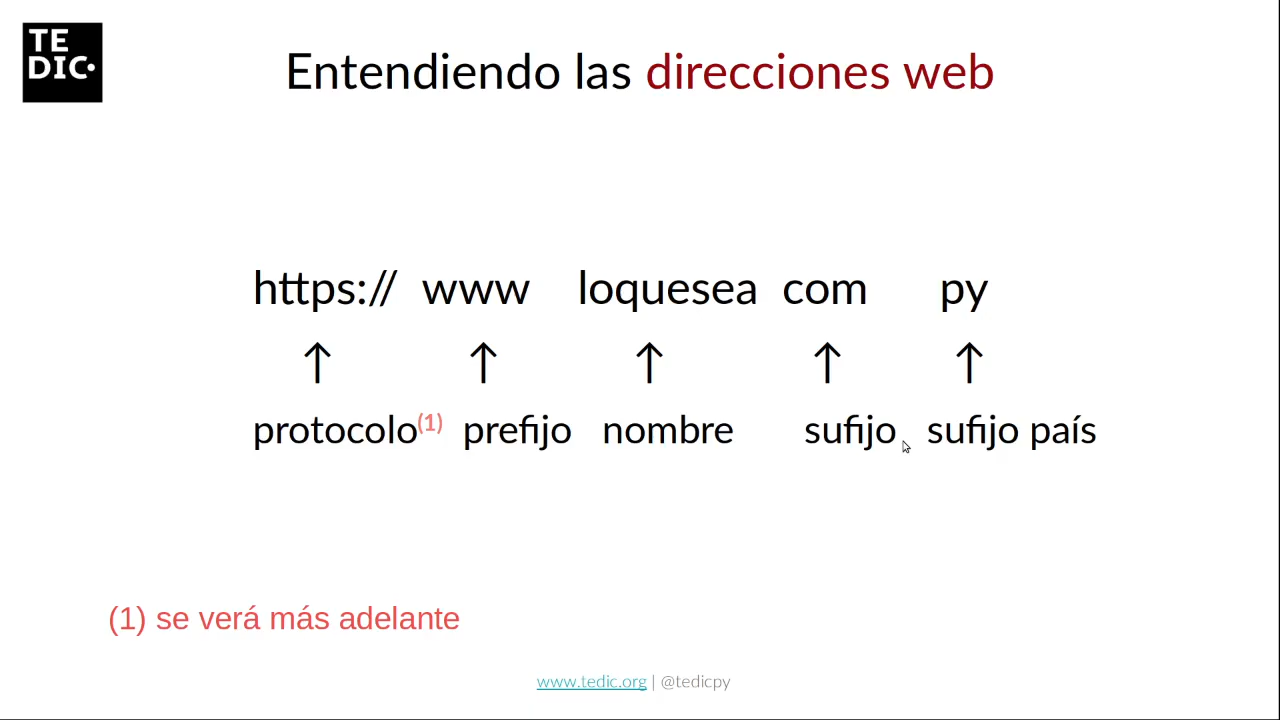 TE
DIC•
Entendiendo las direcciones web
https:// www loquesea com py
↑ ↑ ↑ ↑ ↑
protocolo(1) prefijo nombre sufijo sufijo país
(1) se verá más adelante
www.tedic.org | @tedicpy